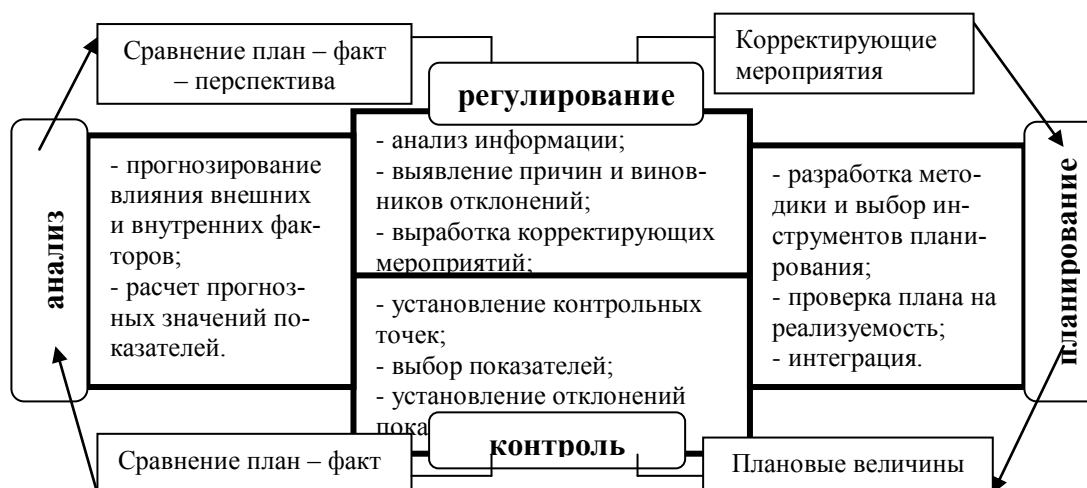 Сравнение план – факт
– перспектива
Корректирующие
мероприятия
регулирование
анализ
- прогнозирование
влияния внешних
и внутренних фак-
торов;
- расчет прогноз-
ных значений по-
казателей.
- анализ информации;
- выявление причин и винов-
ников отклонений;
- выработка корректирующих
мероприятий;
- разработка мето-
дики и выбор ин-
струментов плани-
рования;
- проверка плана на
реализуемость;
- интеграция.
планирование
- установление контрольных
точек;
- выбор показателей;
- установление отклонений
контроль
Сравнение план – факт
Плановые величины